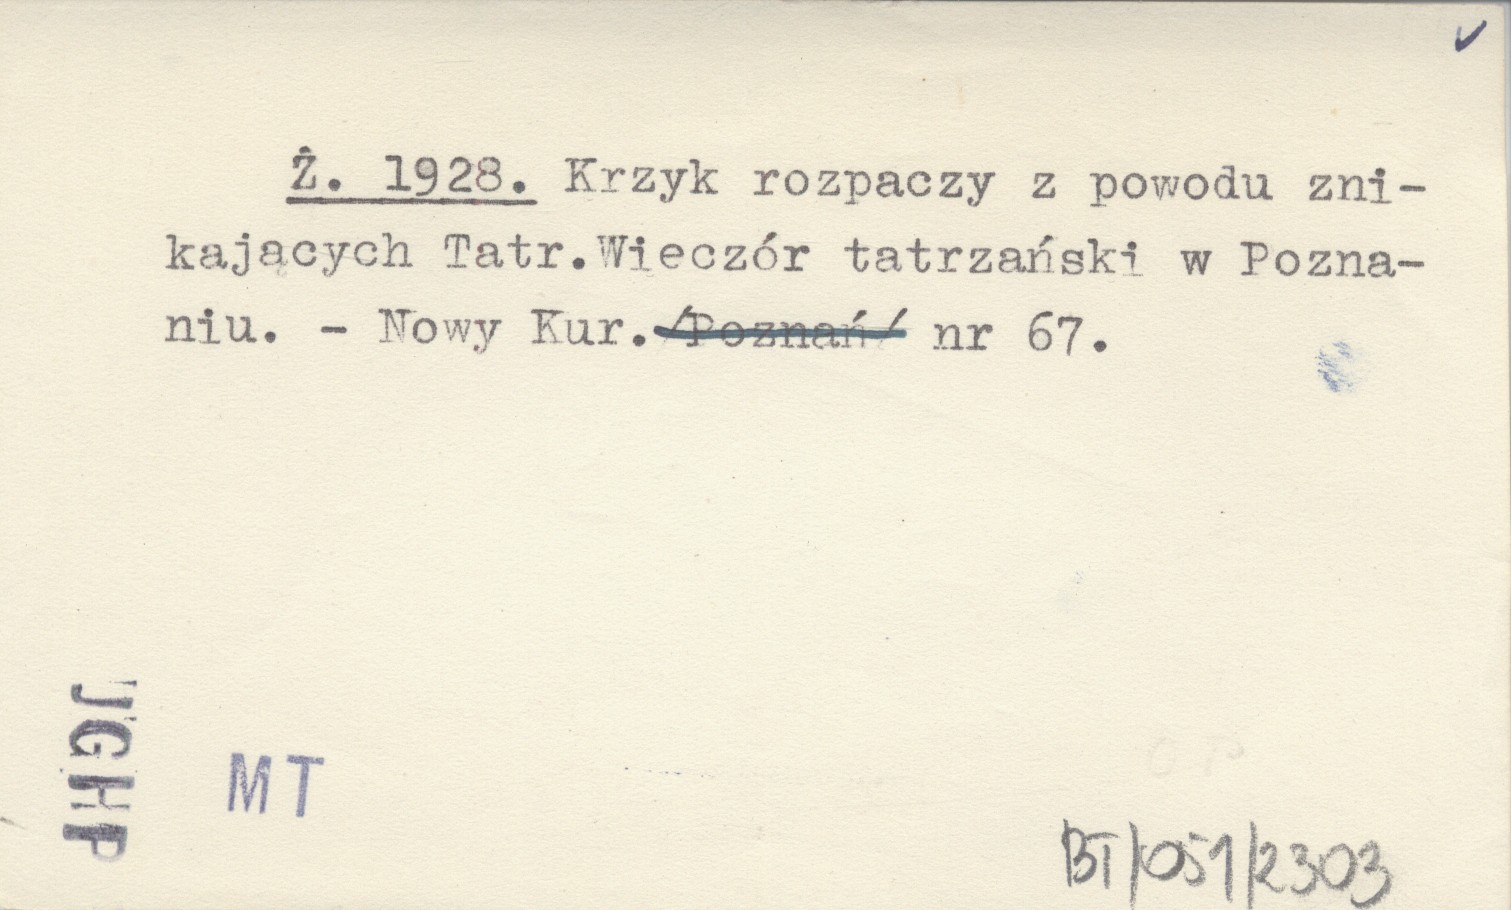 Ż. 1928. Krzyk rozpaczy z powodu zni-
kających Tatr.Wieczór tatrzański w Pozna-
niu. - Nowy Kur./Poznań/ nr 67.
JGHP
MT
BT/051/2303